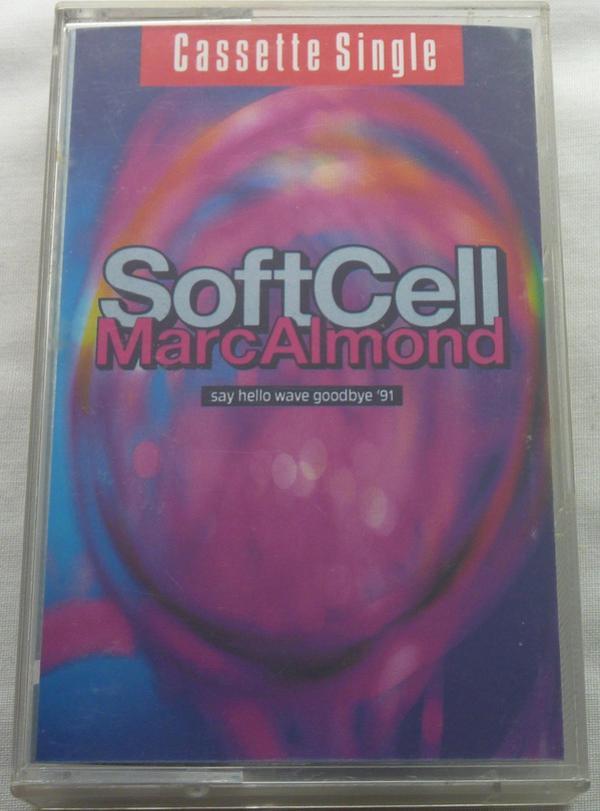 Cassette Single
SoftCell
MarcAlmond
say hello wave goodbye '91